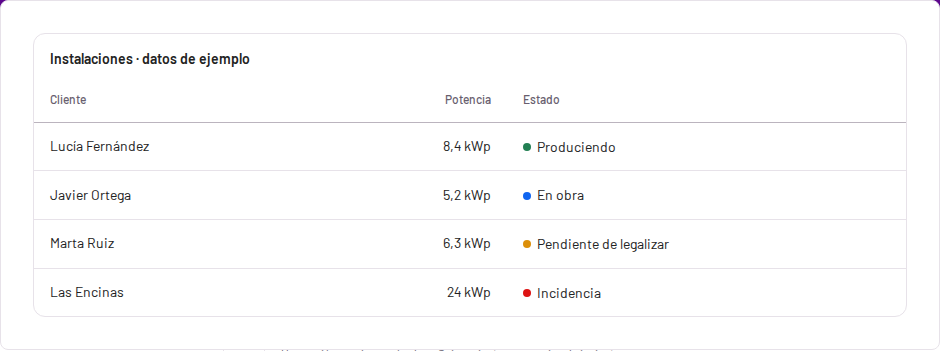 Instalaciones · datos de ejemplo
Cliente Potencia Estado
Lucía Fernández 8,4 kWp Produciendo
Javier Ortega 5,2 kWp En obra
Marta Ruiz 6,3 kWp Pendiente de legalizar
Las Encinas 24 kWp Incidencia